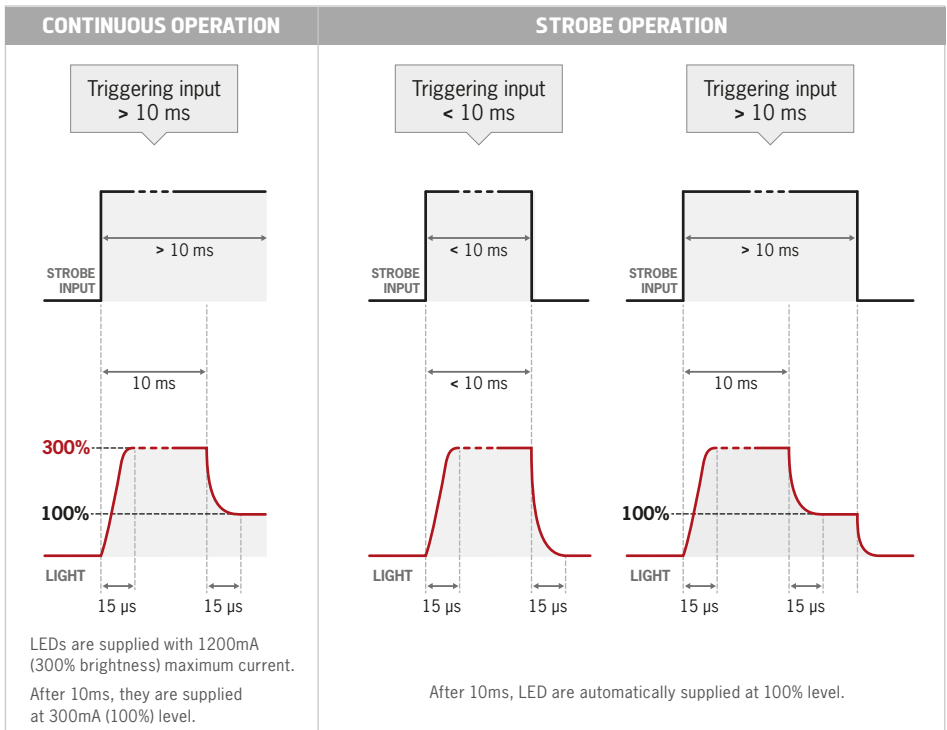 CONTINUOUS OPERATION
STROBE OPERATION
Triggering input
> 10 ms
Triggering input
< 10 ms
Triggering input
> 10 ms
> 10 ms
STROBE
INPUT
< 10 ms
STROBE
INPUT
> 10 ms
STROBE
INPUT
10 ms
< 10 ms
10 ms
300%
100%
100%
LIGHT
15 µs
15 µs
LIGHT
15 µs
15 µs
LIGHT
15 µs
15 µs
LEDs are supplied with 1200mA
(300% brightness) maximum current.
After 10ms, they are supplied
at 300mA (100%) level.
After 10ms, LED are automatically supplied at 100% level.